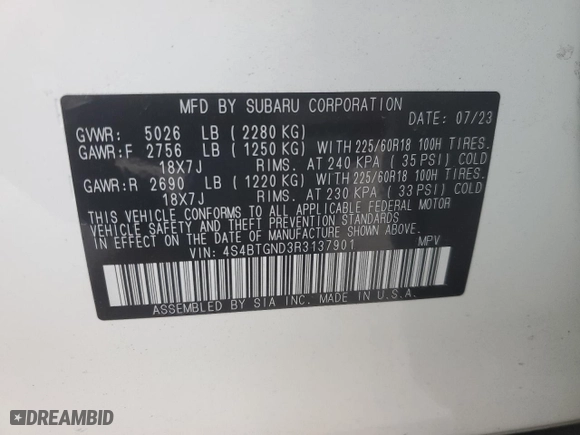 MFD BY SUBARU CORPORATION DATE: 07/23
GVWR: 5026 LB (2280 KG)
GAWR:F 2756 LB (1250 KG) WITH 225/60R18 100H TIRES.
18X7J RIMS. AT 240 KPA (35 PSI) COLD
GAWR:R 2690 LB (1220 KG) WITH 225/60R18 100H TIRES.
18X7J RIMS. AT 230 KPA (33 PSI) COLD
THIS VEHICLE CONFORMS TO ALL APPLICABLE FEDERAL MOTOR
VEHICLE SAFETY AND THEFT PREVENTION STANDARDS
IN EFFECT ON THE DATE OF MANUFACTURE SHOWN ABOVE.
VIN: 4S4BTGND3R3137901 MPV
ASSEMBLED BY SIA INC. MADE IN U.S.A.
DREAMBID